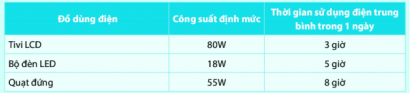 Đồ dùng điện Công suất định mức Thời gian sử dụng điện trung
bình trong 1 ngày
Tivi LCD 80W 3 giờ
Bộ đèn LED 18W 5 giờ
Quạt đứng 55W 8 giờ